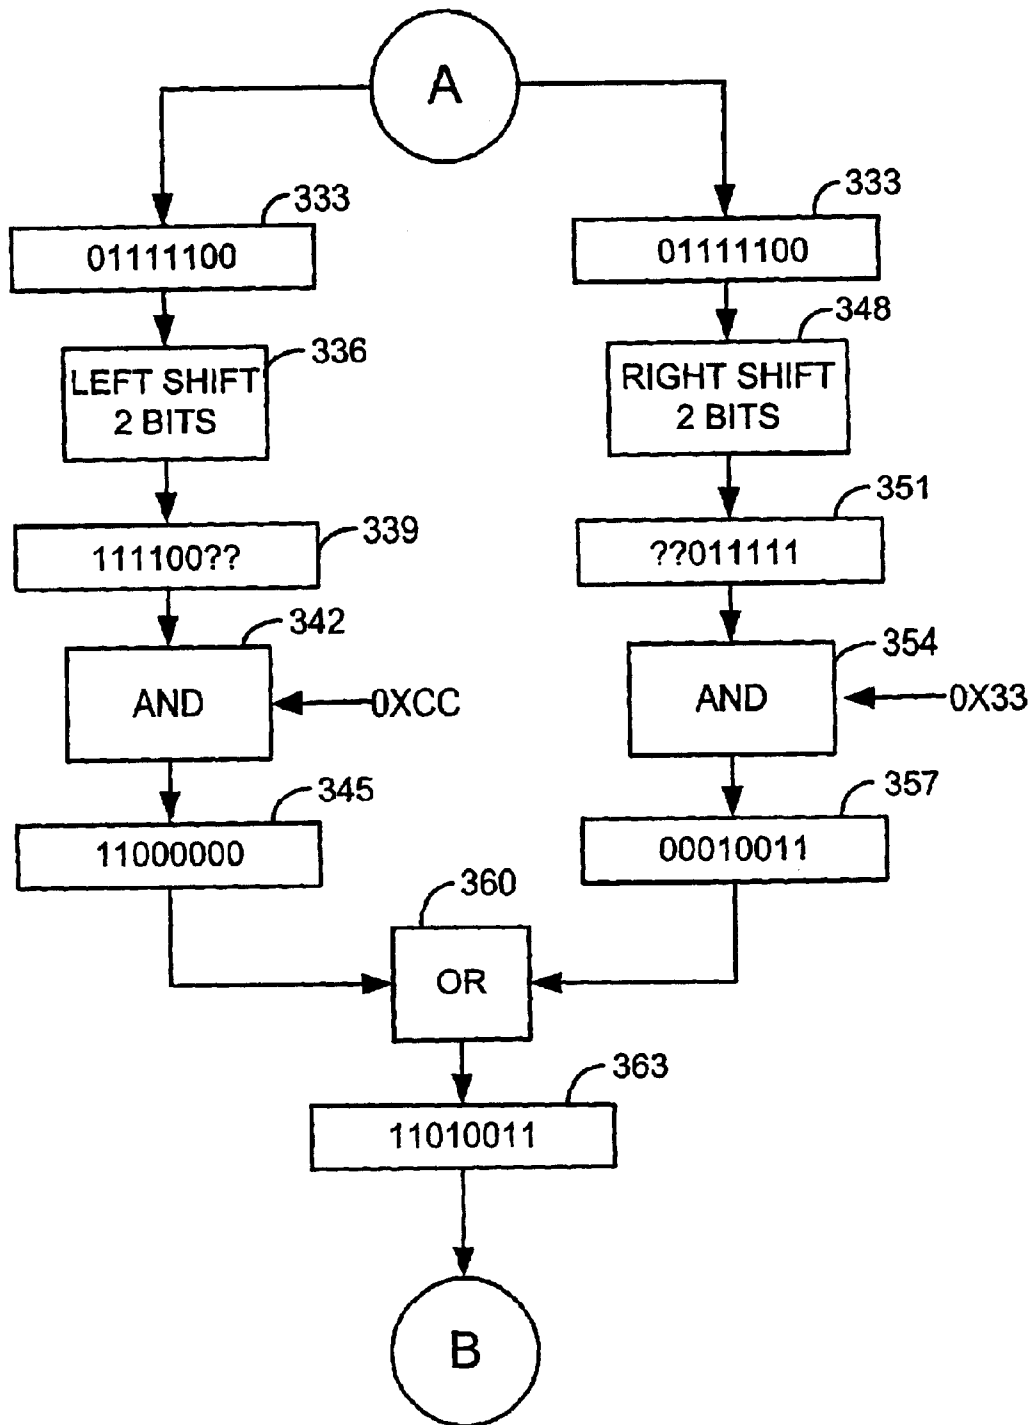 A
333
333
01111100
01111100
336
348
LEFT SHIFT
2 BITS
RIGHT SHIFT
2 BITS
339
351
111100??
??011111
342
354
AND
0XCC
AND
0X33
345
357
11000000
00010011
360
OR
363
11010011
B